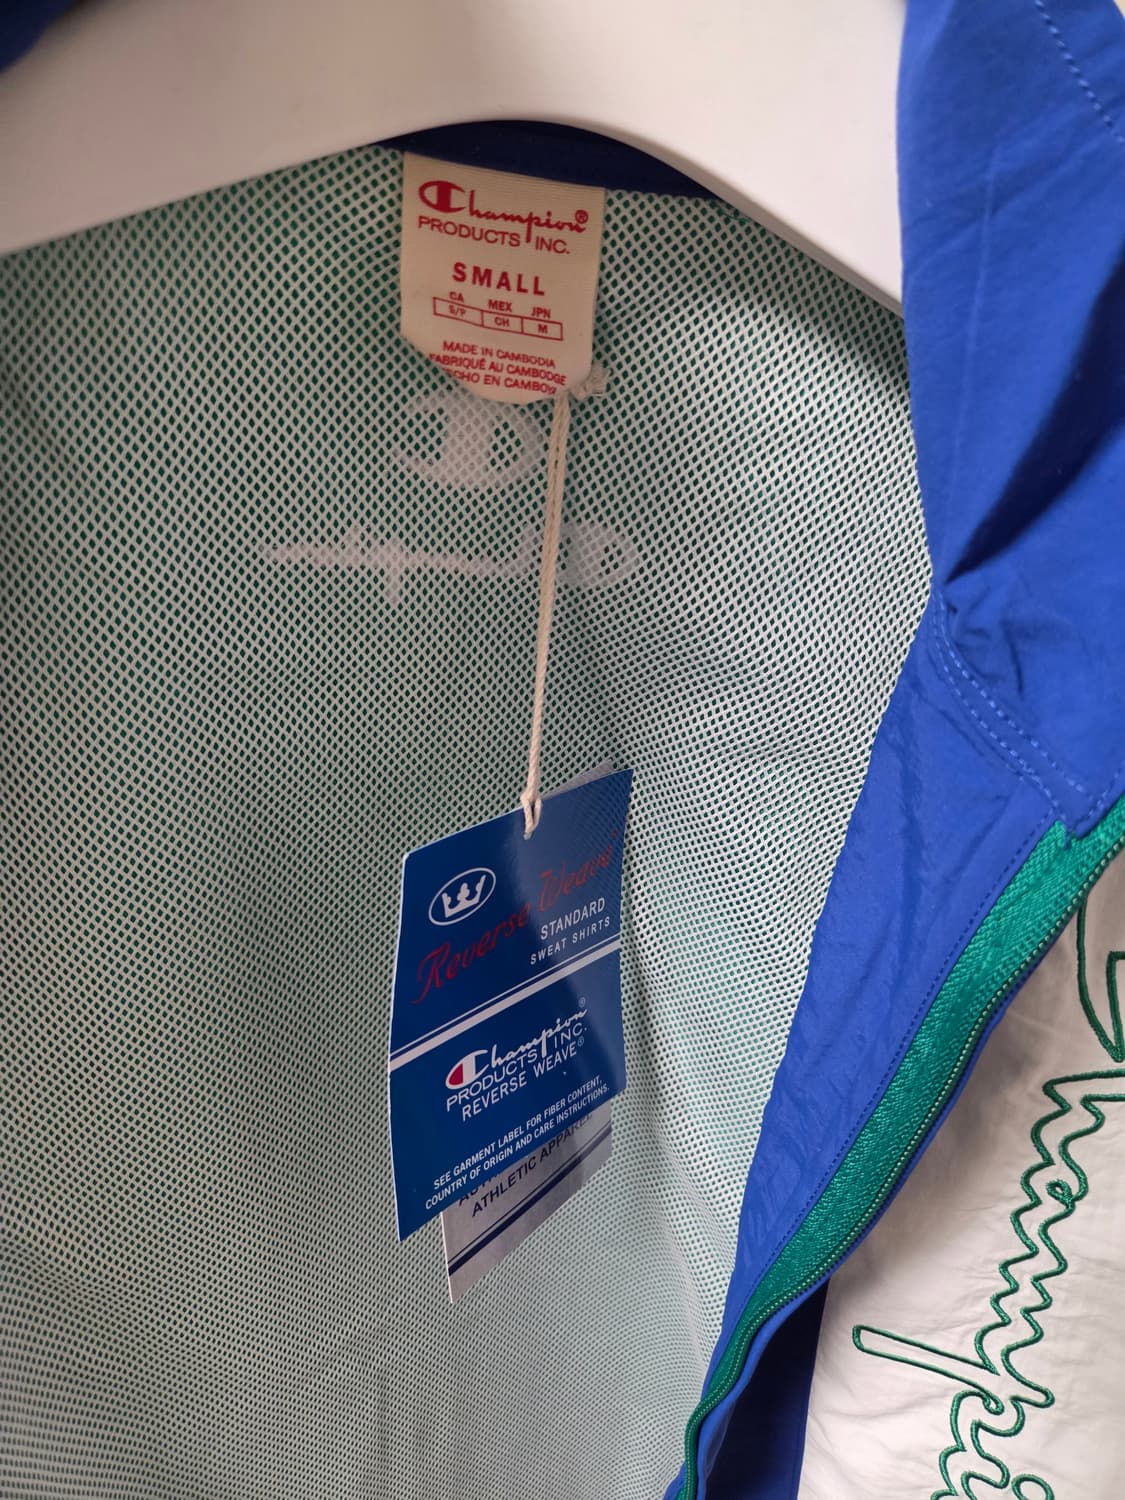 Champion®
PRODUCTS INC.
SMALL
CA MEX JPN
S/P CH M
MADE IN CAMBODIA
FABRIQUÉ AU CAMBODGE
EN
Reverse Weave
STANDARD
SWEAT SHIRTS
Champion®
PRODUCTS INC.
REVERSE WEAVE®
SEE GARMENT LABEL FOR FIBER CONTENT,
COUNTRY OF ORIGIN AND CARE INSTRUCTIONS.
ATHLETIC